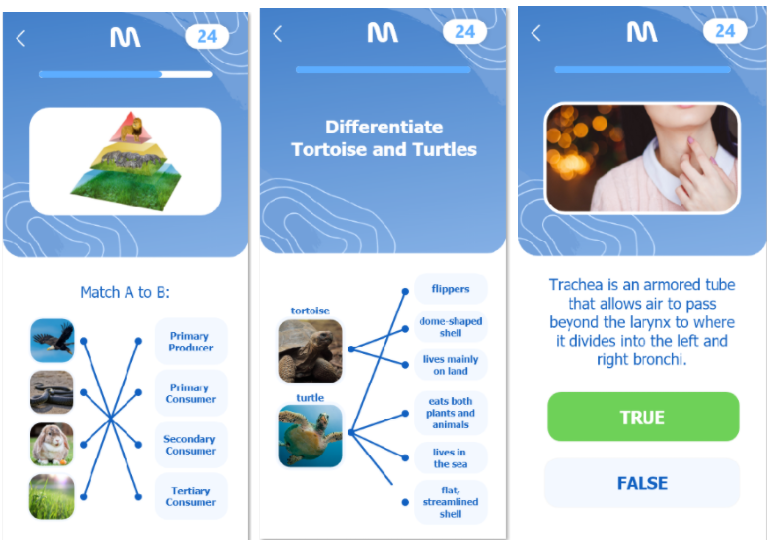 24
Match A to B:
Primary
Producer
Primary
Consumer
Secondary
Consumer
Tertiary
Consumer
24
Differentiate
Tortoise and Turtles
tortoise
turtle
flippers
dome-shaped
shell
lives mainly
on land
eats both
plants and
animals
lives in
the sea
flat,
streamlined
shell
24
Trachea is an armored tube
that allows air to pass
beyond the larynx to where
it divides into the left and
right bronchi.
TRUE
FALSE